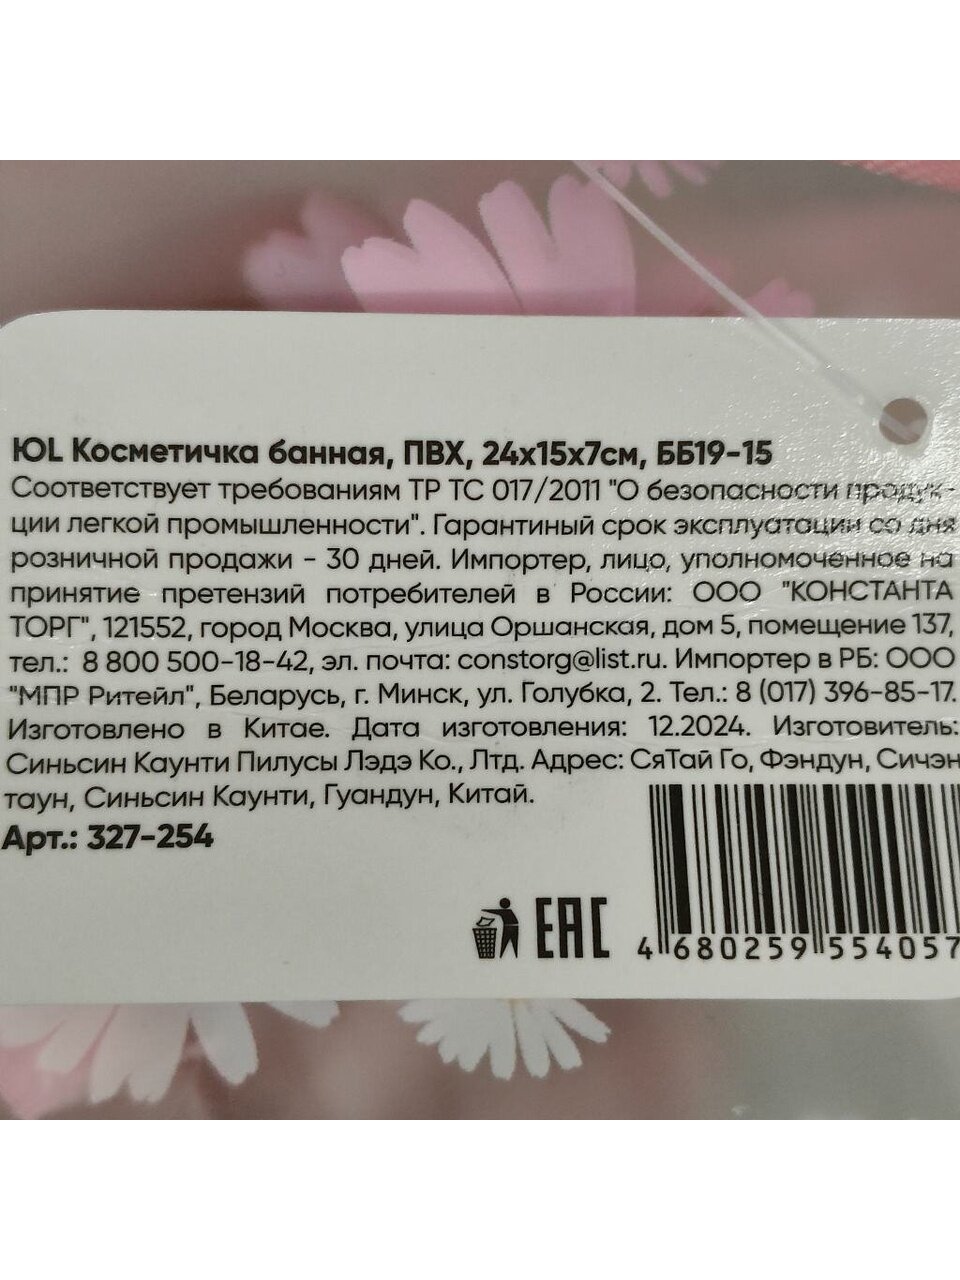 ЮL Косметичка банная, ПВХ, 24х15х7см, ББ19-15
Соответствует требованиям ТР ТС 017/2011 "О безопасности продук-
ции легкой промышленности". Гарантиный срок эксплуатации со дня
розничной продажи - 30 дней. Импортер, лицо, уполномоченное на
принятие претензий потребителей в России: ООО "КОНСТАНТА
ТОРГ", 121552, город Москва, улица Оршанская, дом 5, помещение 137,
тел.: 8 800 500-18-42, эл. почта: constorg@list.ru. Импортер в РБ: ООО
"МПР Ритейл", Беларусь, г. Минск, ул. Голубка, 2. Тел.: 8 (017) 396-85-17.
Изготовлено в Китае. Дата изготовления: 12.2024. Изготовитель:
Синьсин Каунти Пилусы Лэдэ Ко., Лтд. Адрес: СяТай Го, Фэндун, Сичэн
таун, Синьсин Каунти, Гуандун, Китай.
Арт.: 327-254
EAC
4 680259 554057